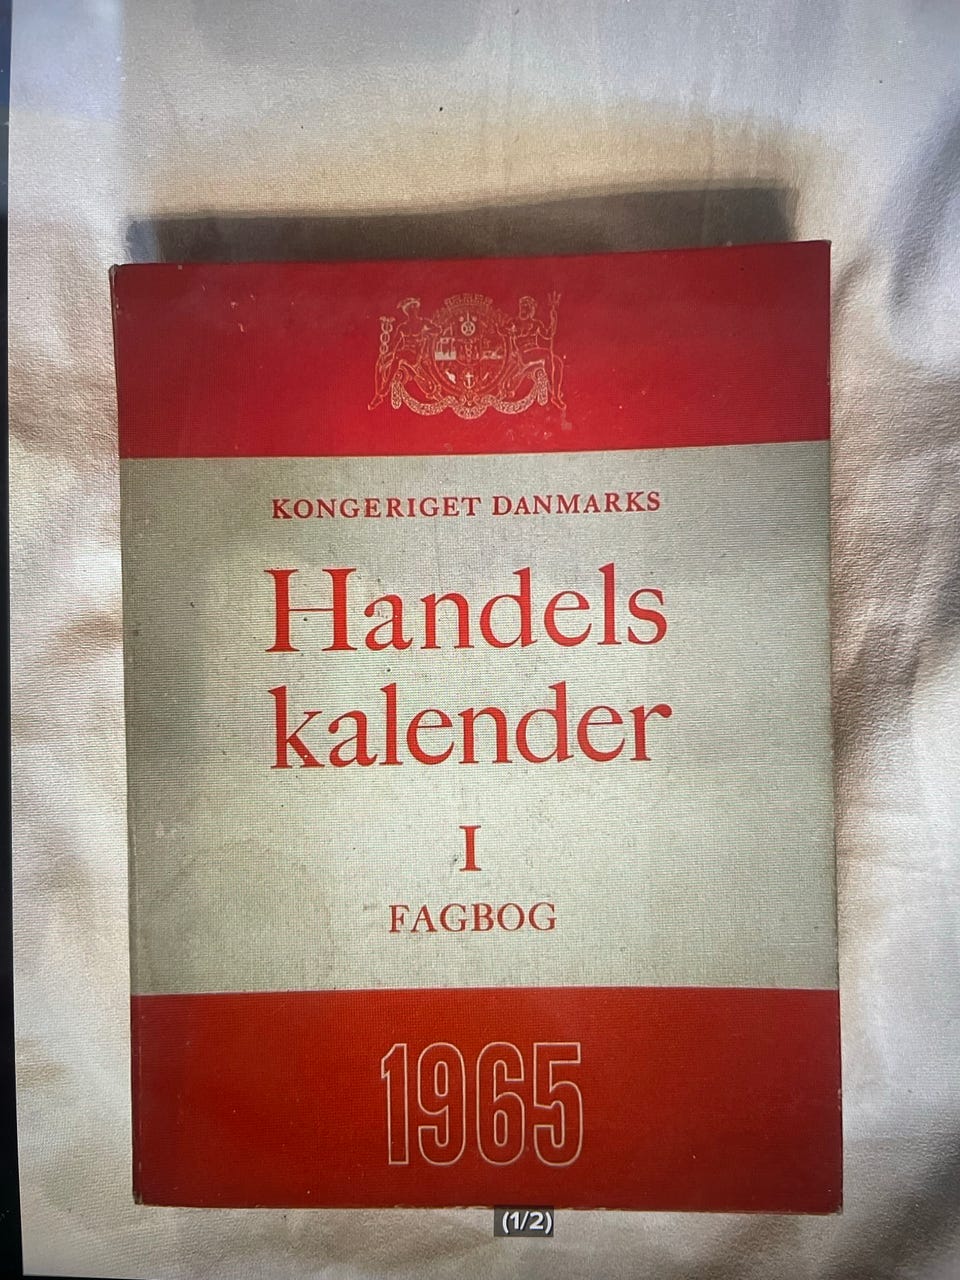 KONGERIGET DANMARKS
Handels
kalender
I
FAGBOG
1965
(1/2)